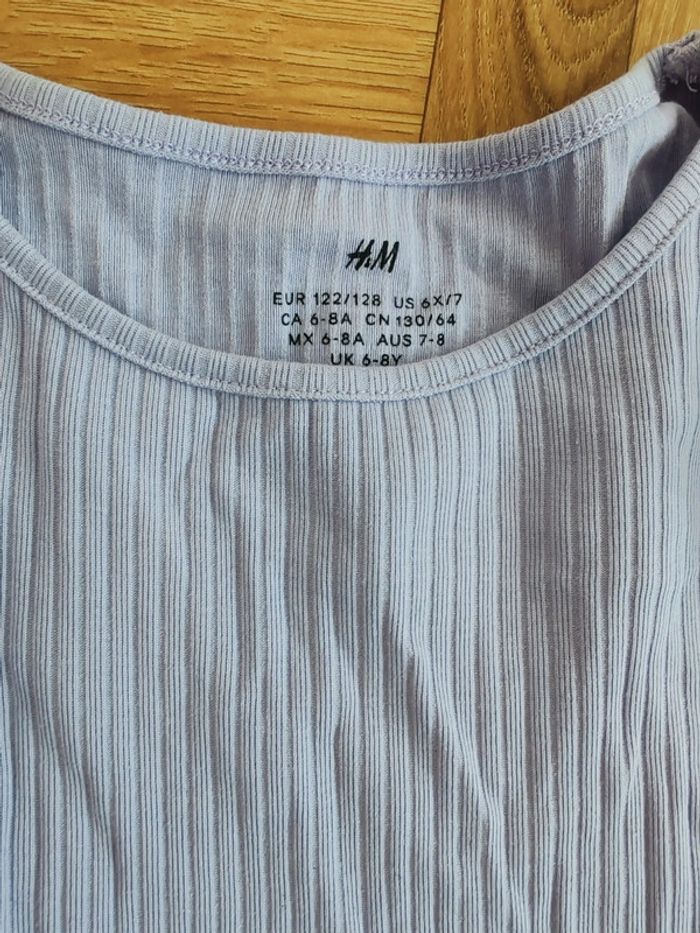 H&M
EUR 122/128 US 6X/7
CA 6-8A CN 130/64
MX 6-8A AUS 7-8
UK 6-8Y